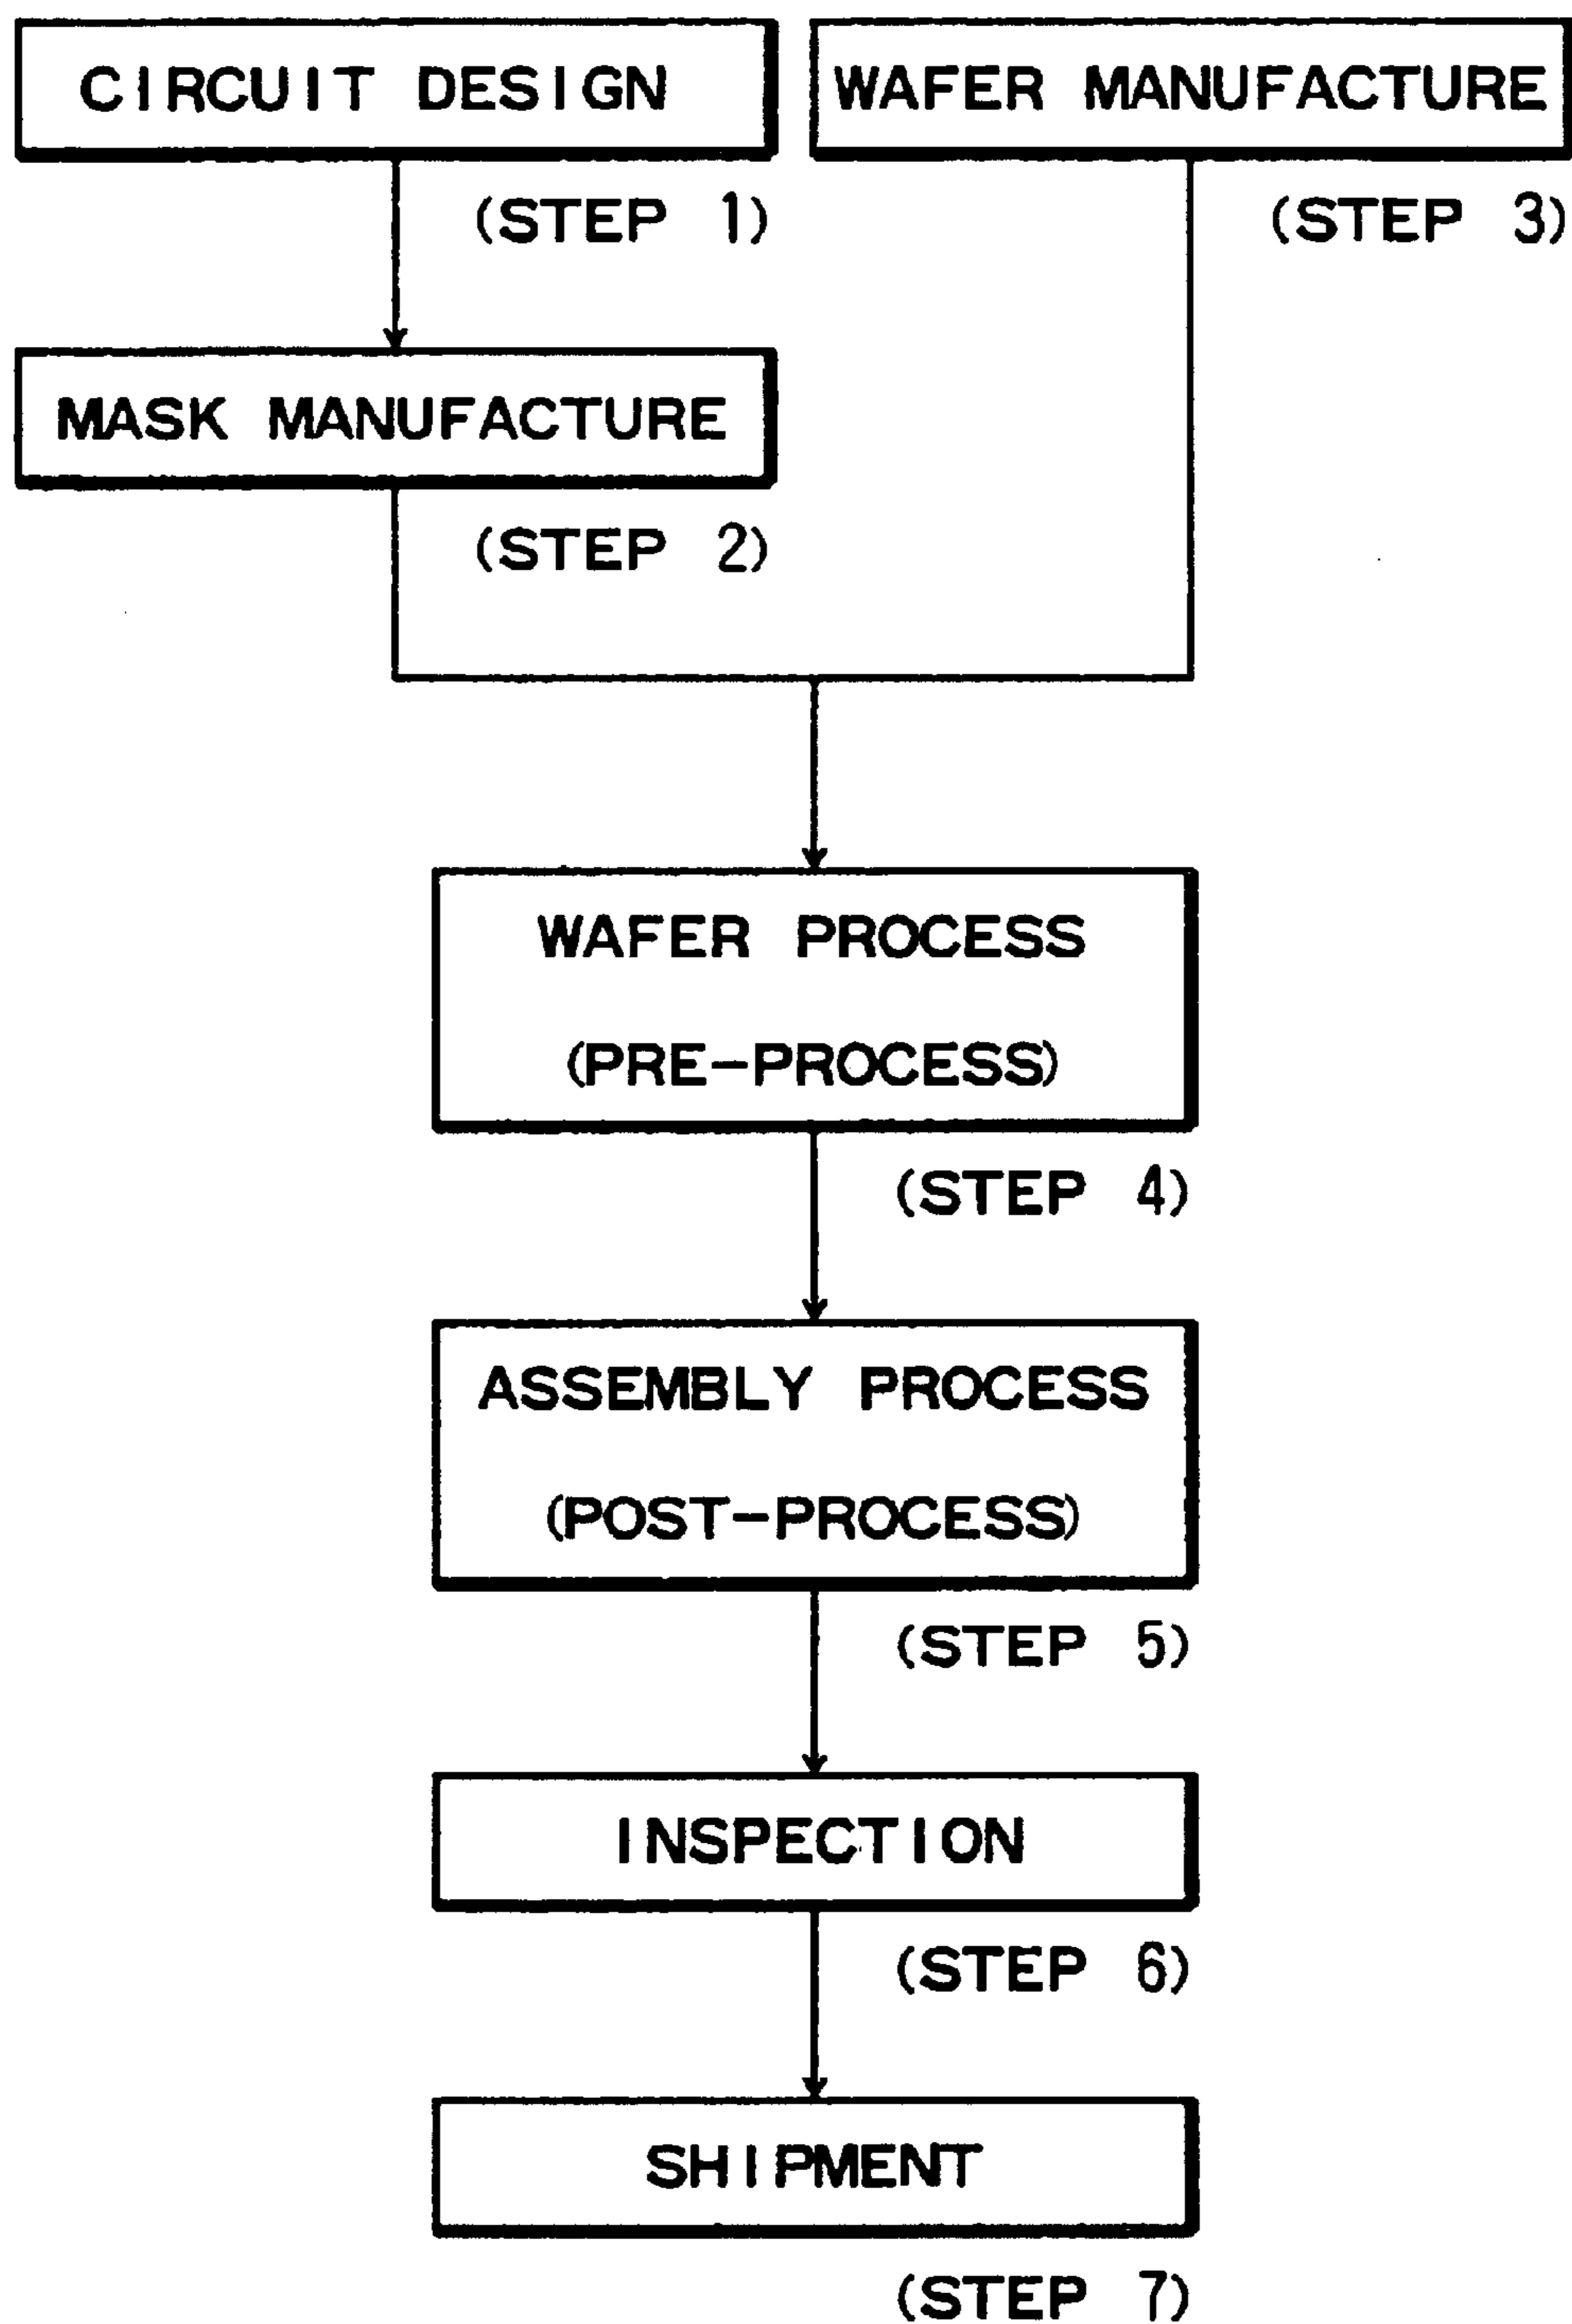 CIRCUIT DESIGN
WAFER MANUFACTURE
(STEP 1)
(STEP 3)
MASK MANUFACTURE
(STEP 2)
WAFER PROCESS
(PRE-PROCESS)
(STEP 4)
ASSEMBLY PROCESS
(POST-PROCESS)
(STEP 5)
INSPECTION
(STEP 6)
SHIPMENT
(STEP 7)